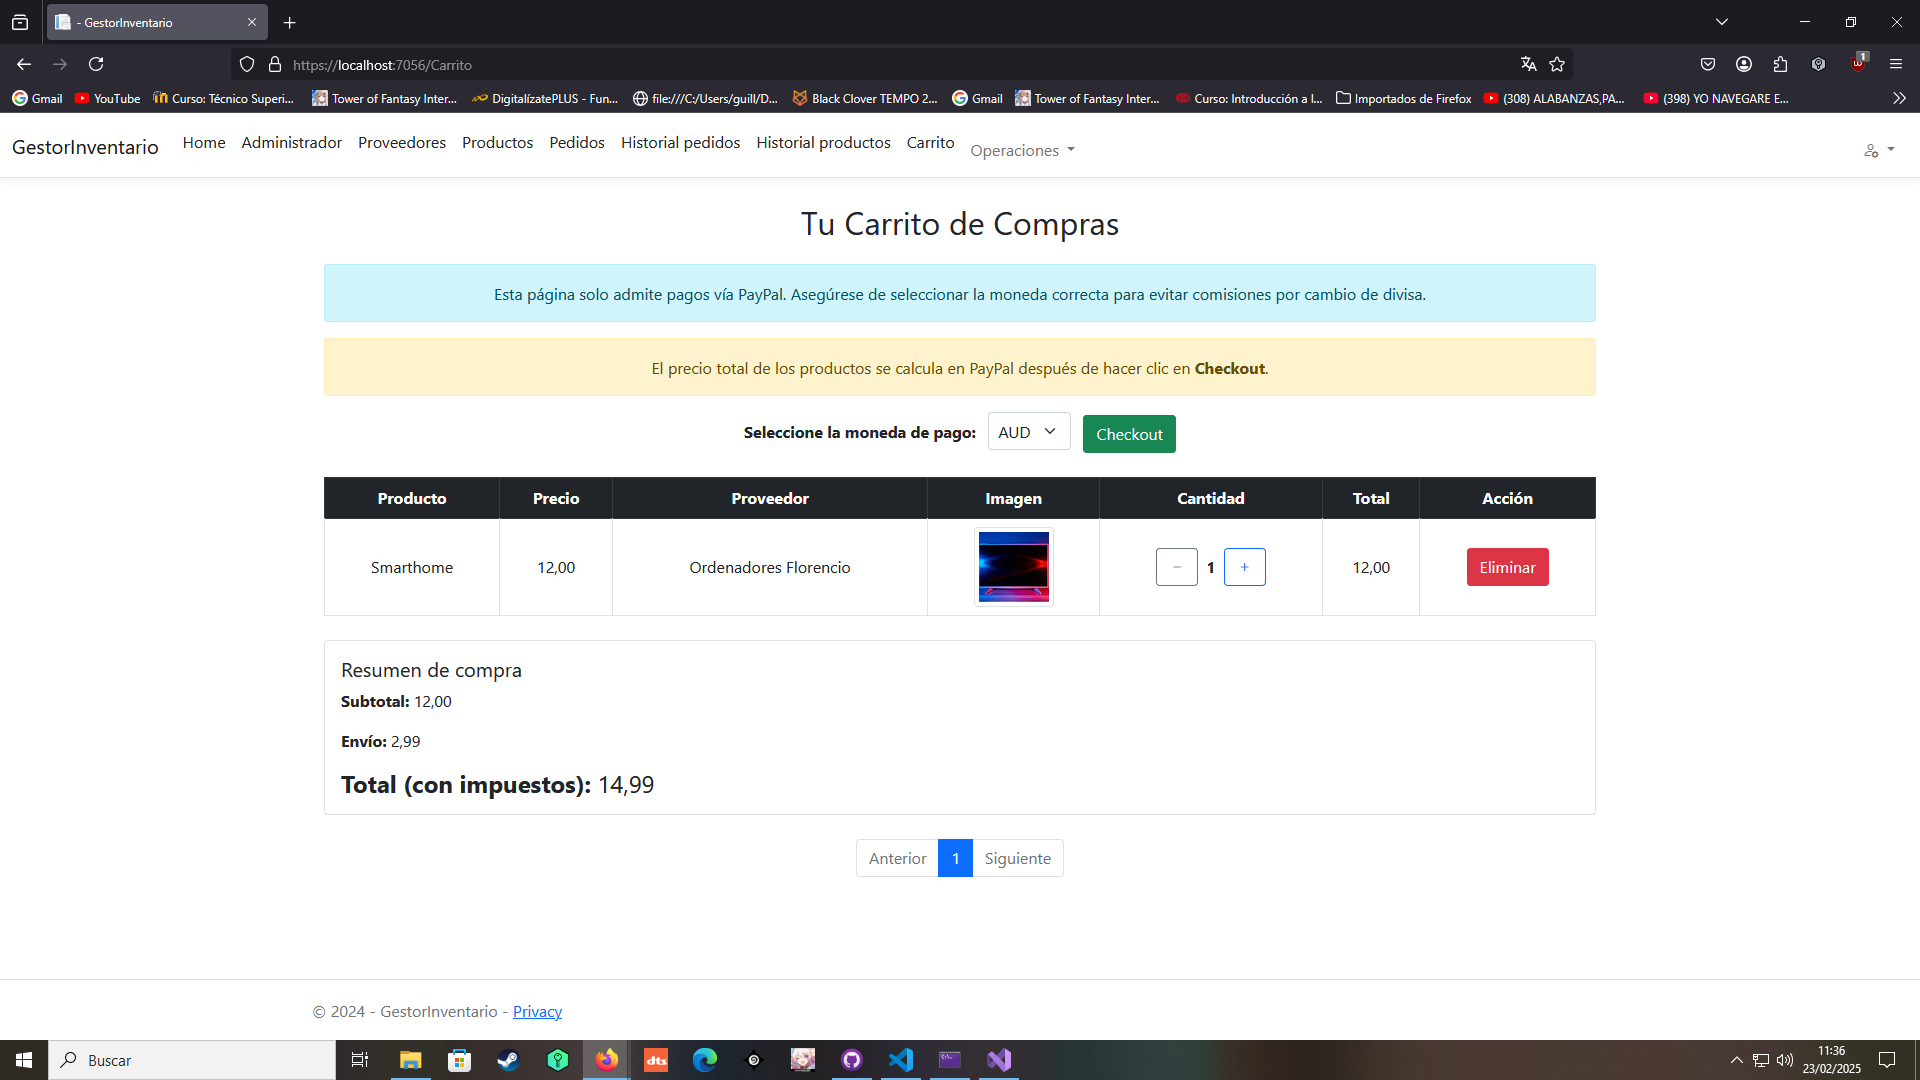 - GestorInventario
https://localhost:7056/Carrito
1
Gmail
YouTube
Curso: Técnico Superi...
Tower of Fantasy Inter...
DigitalízatePLUS - Fun...
file:///C:/Users/guill/D...
Black Clover TEMPO 2...
Gmail
Tower of Fantasy Inter...
Curso: Introducción a l...
Importados de Firefox
(308) ALABANZAS,PA...
(398) YO NAVEGARE E...
GestorInventario
Home
Administrador
Proveedores
Productos
Pedidos
Historial pedidos
Historial productos
Carrito
Operaciones
Tu Carrito de Compras
Esta página solo admite pagos vía PayPal. Asegúrese de seleccionar la moneda correcta para evitar comisiones por cambio de divisa.
El precio total de los productos se calcula en PayPal después de hacer clic en Checkout.
Seleccione la moneda de pago: AUD Checkout
Producto Precio Proveedor Imagen Cantidad Total Acción
Smarthome 12,00 Ordenadores Florencio − 1 + 12,00 Eliminar
Resumen de compra
Subtotal: 12,00
Envío: 2,99
Total (con impuestos): 14,99
Anterior 1 Siguiente
© 2024 - GestorInventario - Privacy
Buscar
dts
11:36
23/02/2025